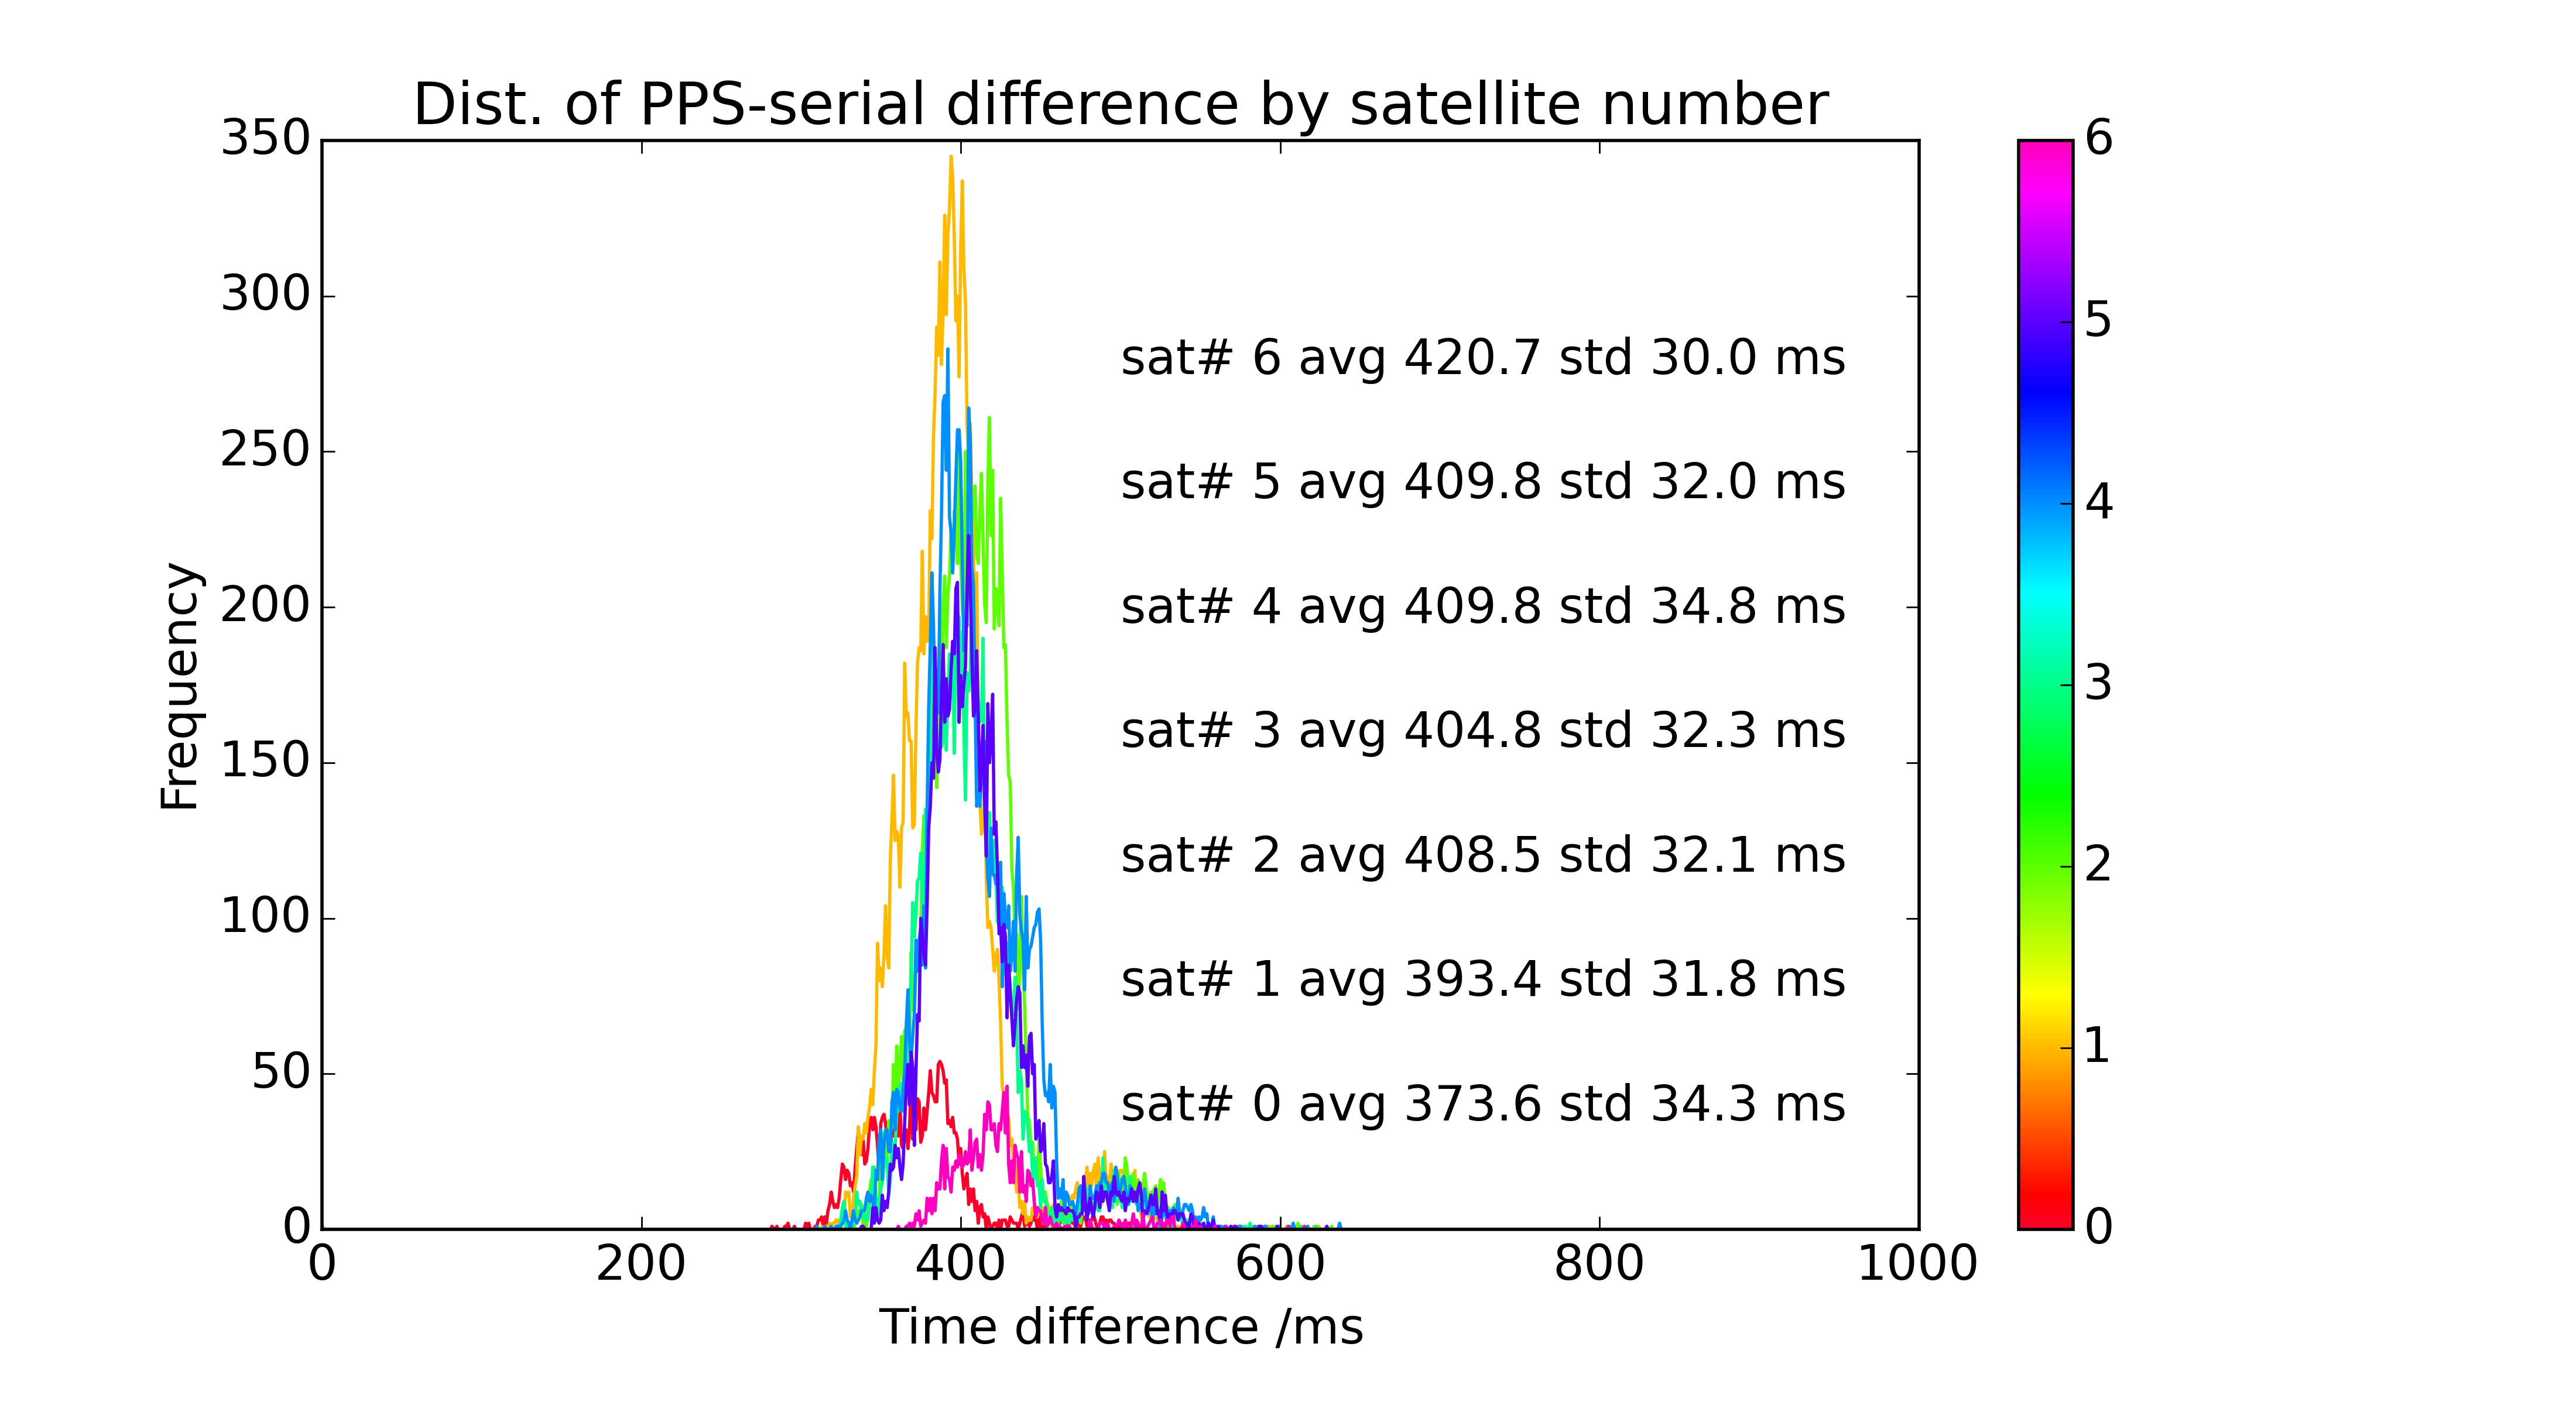 Dist. of PPS-serial difference by satellite number
350
300
250
200
150
100
50
0
Frequency
sat# 6 avg 420.7 std 30.0 ms
sat# 5 avg 409.8 std 32.0 ms
sat# 4 avg 409.8 std 34.8 ms
sat# 3 avg 404.8 std 32.3 ms
sat# 2 avg 408.5 std 32.1 ms
sat# 1 avg 393.4 std 31.8 ms
sat# 0 avg 373.6 std 34.3 ms
0 200 400 600 800 1000
Time difference /ms
6
5
4
3
2
1
0